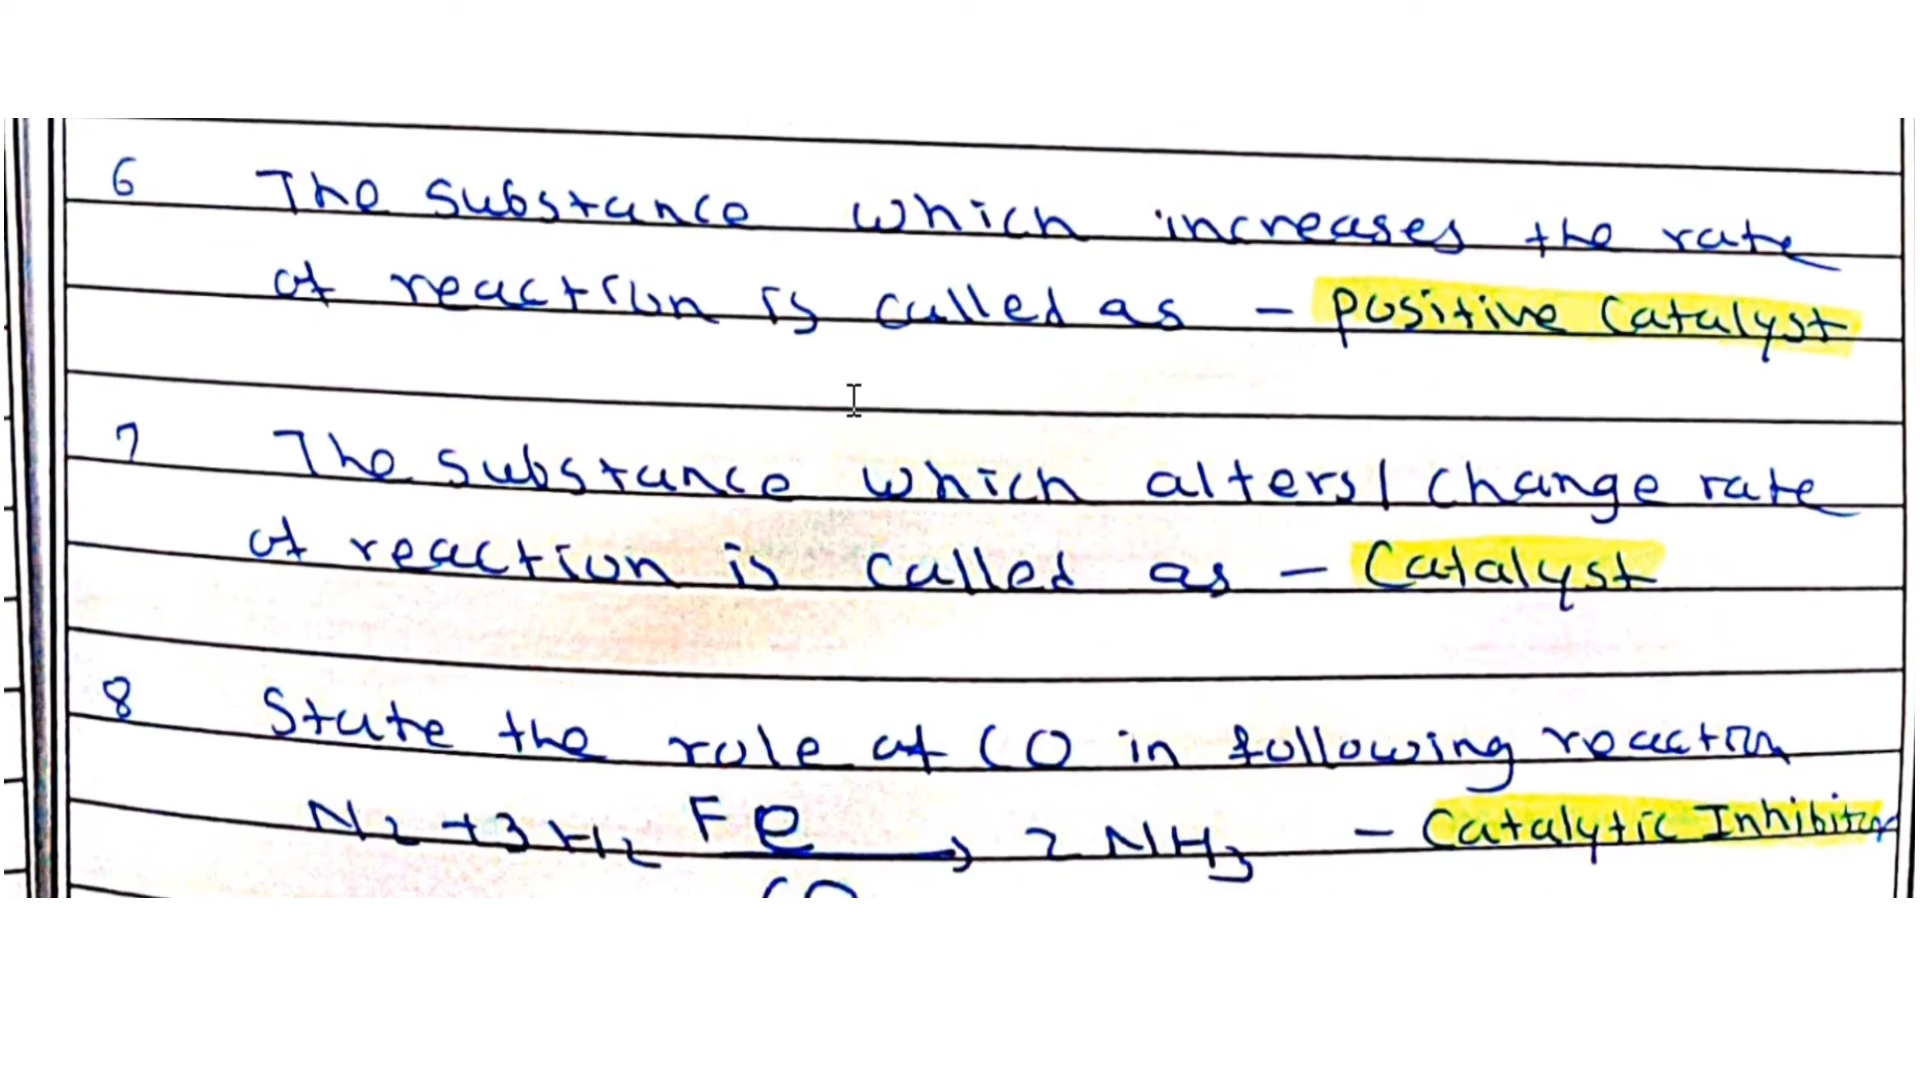 6 The substance which increases the rate
of reaction is called as - positive Catalyst
7 The substance which alters/change rate
of reaction is called as - Catalyst
8 State the role of CO in following reaction
N2 + 3H2 Fe → 2NH3 - Catalytic Inhibitor
CO